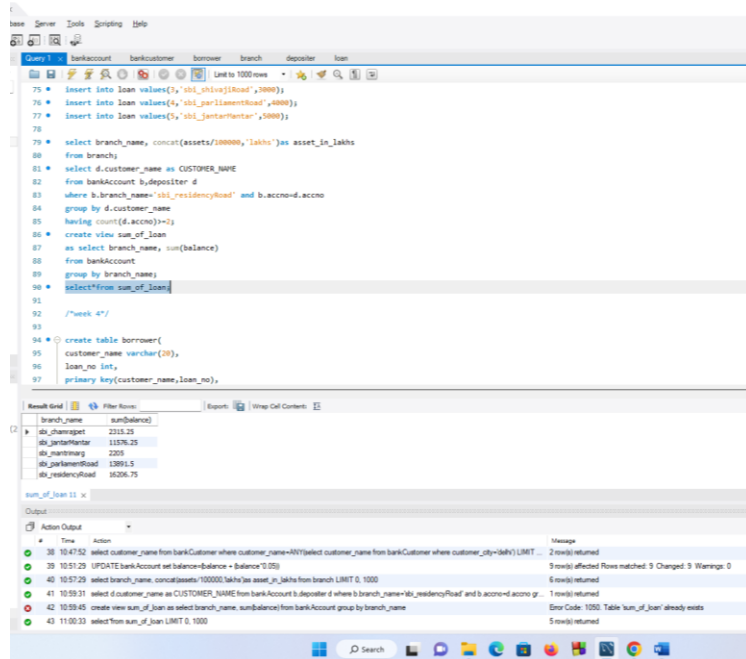 base Server Tools Scripting Help
Query 1 × bankaccount bankcustomer borrower branch depositer loan
Limit to 1000 rows
75 insert into loan values(3,'sbi_shivajiRoad',3000);
76 insert into loan values(4,'sbi_parliamentRoad',4000);
77 insert into loan values(5,'sbi_jantarMantar',5000);
78
79 select branch_name, concat(assets/100000,'lakhs')as asset_in_lakhs
80 from branch;
81 select d.customer_name as CUSTOMER_NAME
82 from bankAccount b,depositer d
83 where b.branch_name='sbi_residencyRoad' and b.accno=d.accno
84 group by d.customer_name
85 having count(d.accno)>=2;
86 create view sum_of_loan
87 as select branch_name, sum(balance)
88 from bankAccount
89 group by branch_name;
90 select*from sum_of_loan;
91
92 /*week 4*/
93
94 create table borrower(
95 customer_name varchar(20),
96 loan_no int,
97 primary key(customer_name,loan_no),
Result Grid Filter Rows: Export: Wrap Cell Content:
branch_name sum(balance)
sbi_chamrajpet 2315.25
sbi_jantarMantar 11576.25
sbi_mantrimarg 2205
sbi_parliamentRoad 13891.5
sbi_residencyRoad 16206.75
sum_of_loan 11 ×
Output
Action Output
# Time Action Message
38 10:47:52 select customer_name from bankCustomer where customer_name=ANY(select customer_name from bankCustomer where customer_city='delhi') LIMIT ... 2 row(s) returned
39 10:51:29 UPDATE bankAccount set balance=(balance + (balance*0.05)) 9 row(s) affected Rows matched: 9 Changed: 9 Warnings: 0
40 10:57:29 select branch_name, concat(assets/100000,'lakhs')as asset_in_lakhs from branch LIMIT 0, 1000 6 row(s) returned
41 10:59:31 select d.customer_name as CUSTOMER_NAME from bankAccount b,depositer d where b.branch_name='sbi_residencyRoad' and b.accno=d.accno gr... 1 row(s) returned
42 10:59:45 create view sum_of_loan as select branch_name, sum(balance) from bankAccount group by branch_name Error Code: 1050. Table 'sum_of_loan' already exists
43 11:00:33 select*from sum_of_loan LIMIT 0, 1000 5 row(s) returned
Search